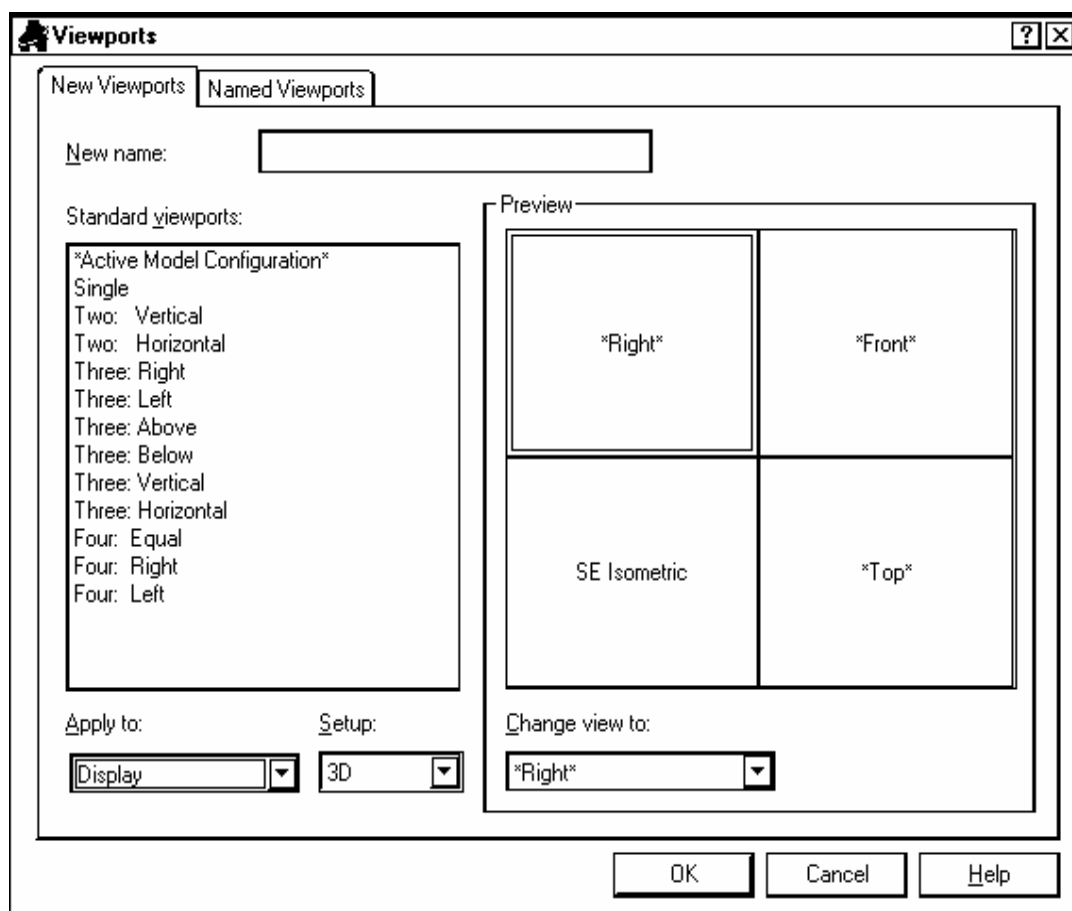 Viewports
New Viewports
Named Viewports
New name:
Standard viewports:
*Active Model Configuration*
Single
Two: Vertical
Two: Horizontal
Three: Right
Three: Left
Three: Above
Three: Below
Three: Vertical
Three: Horizontal
Four: Equal
Four: Right
Four: Left
Preview
*Right*
*Front*
SE Isometric
*Top*
Apply to:
Setup:
Change view to:
Display
3D
*Right*
OK
Cancel
Help